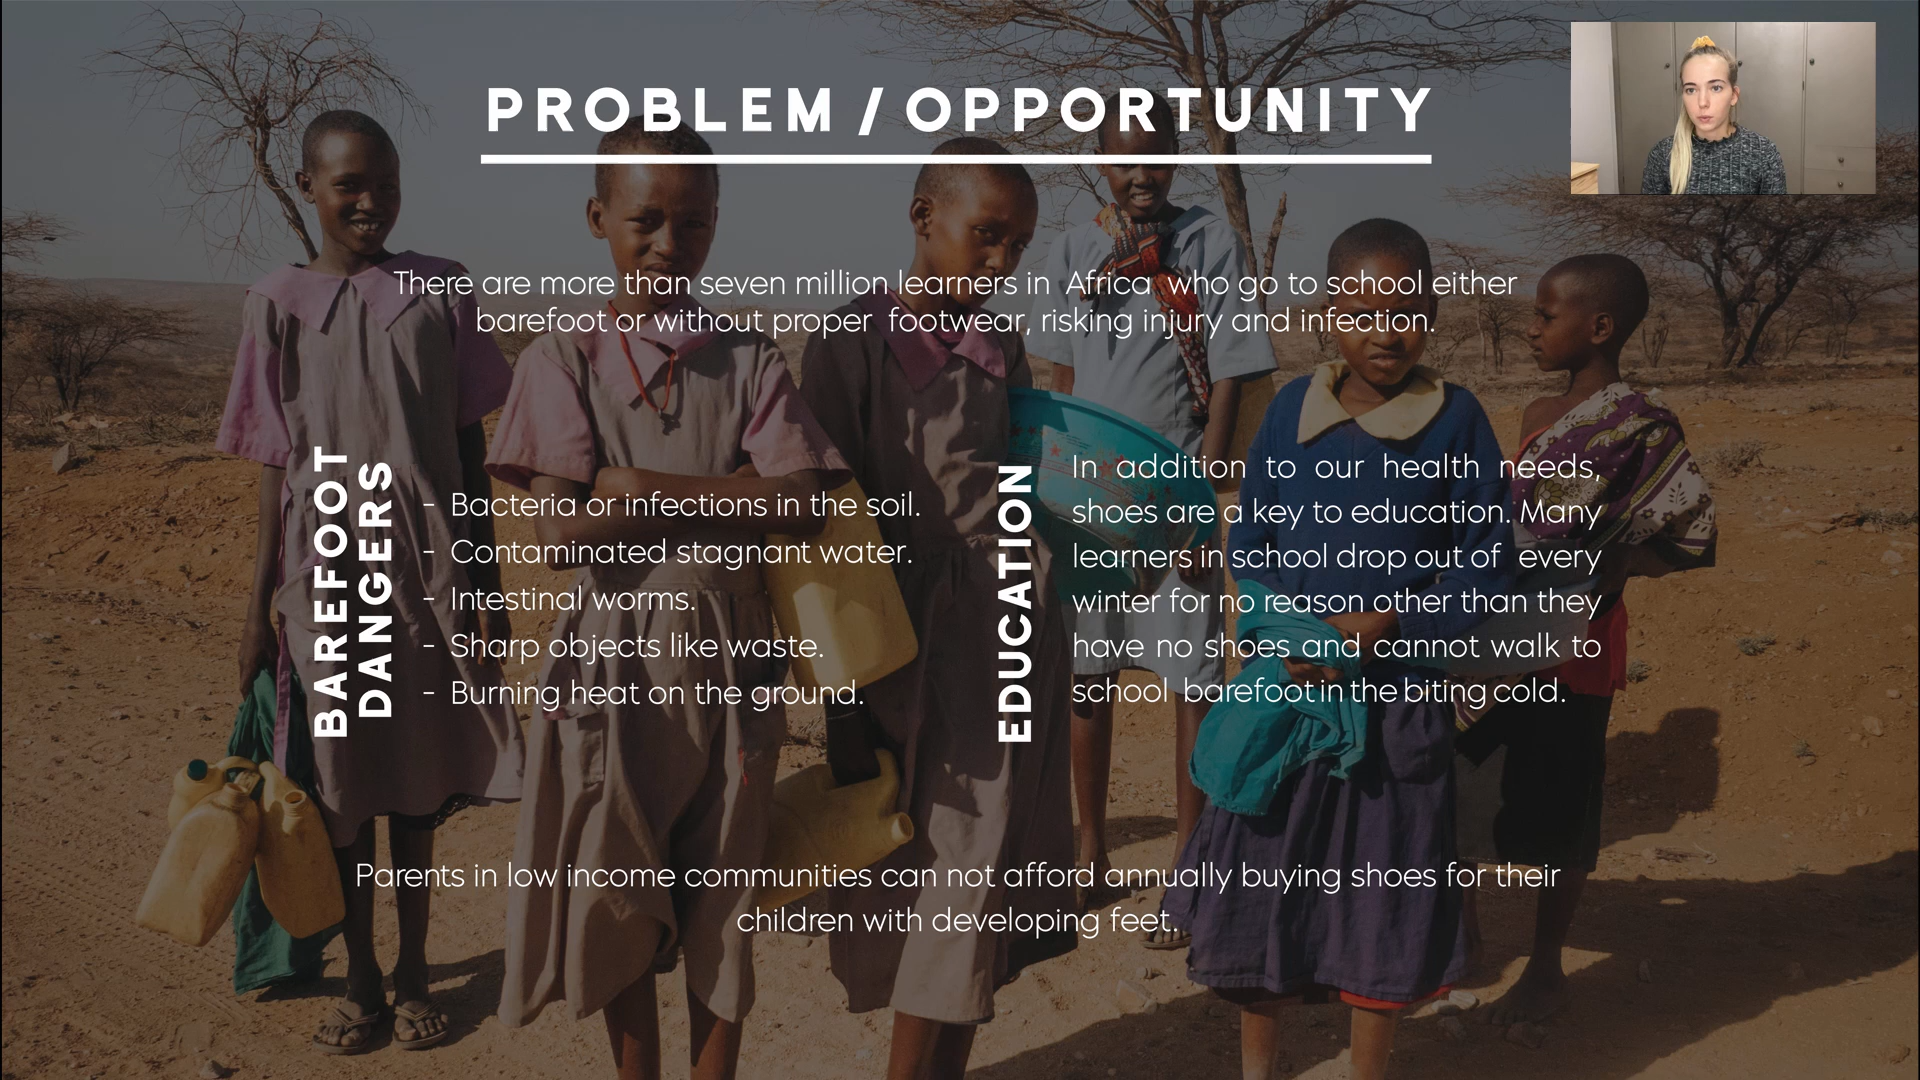 PROBLEM / OPPORTUNITY
There are more than seven million learners in Africa who go to school either
barefoot or without proper footwear, risking injury and infection.
BAREFOOT
DANGERS
- Bacteria or infections in the soil.
- Contaminated stagnant water.
- Intestinal worms.
- Sharp objects like waste.
- Burning heat on the ground.
EDUCATION
In addition to our health needs,
shoes are a key to education. Many
learners in school drop out of every
winter for no reason other than they
have no shoes and cannot walk to
school barefoot in the biting cold.
Parents in low income communities can not afford annually buying shoes for their
children with developing feet.